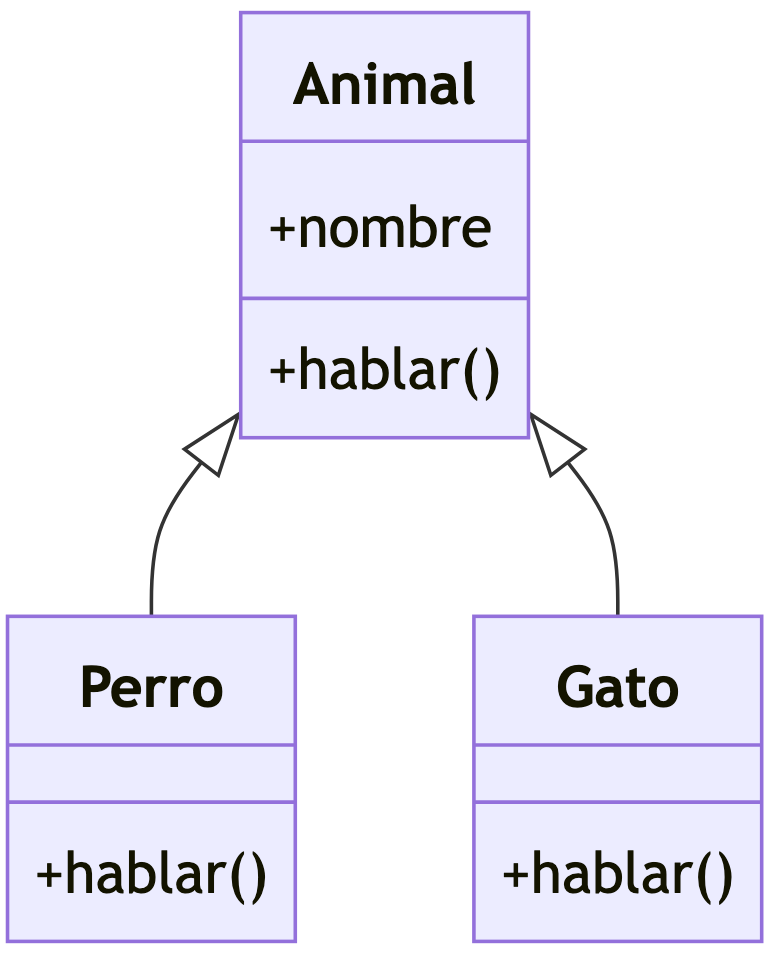 Animal
+nombre
+hablar()
Perro
+hablar()
Gato
+hablar()